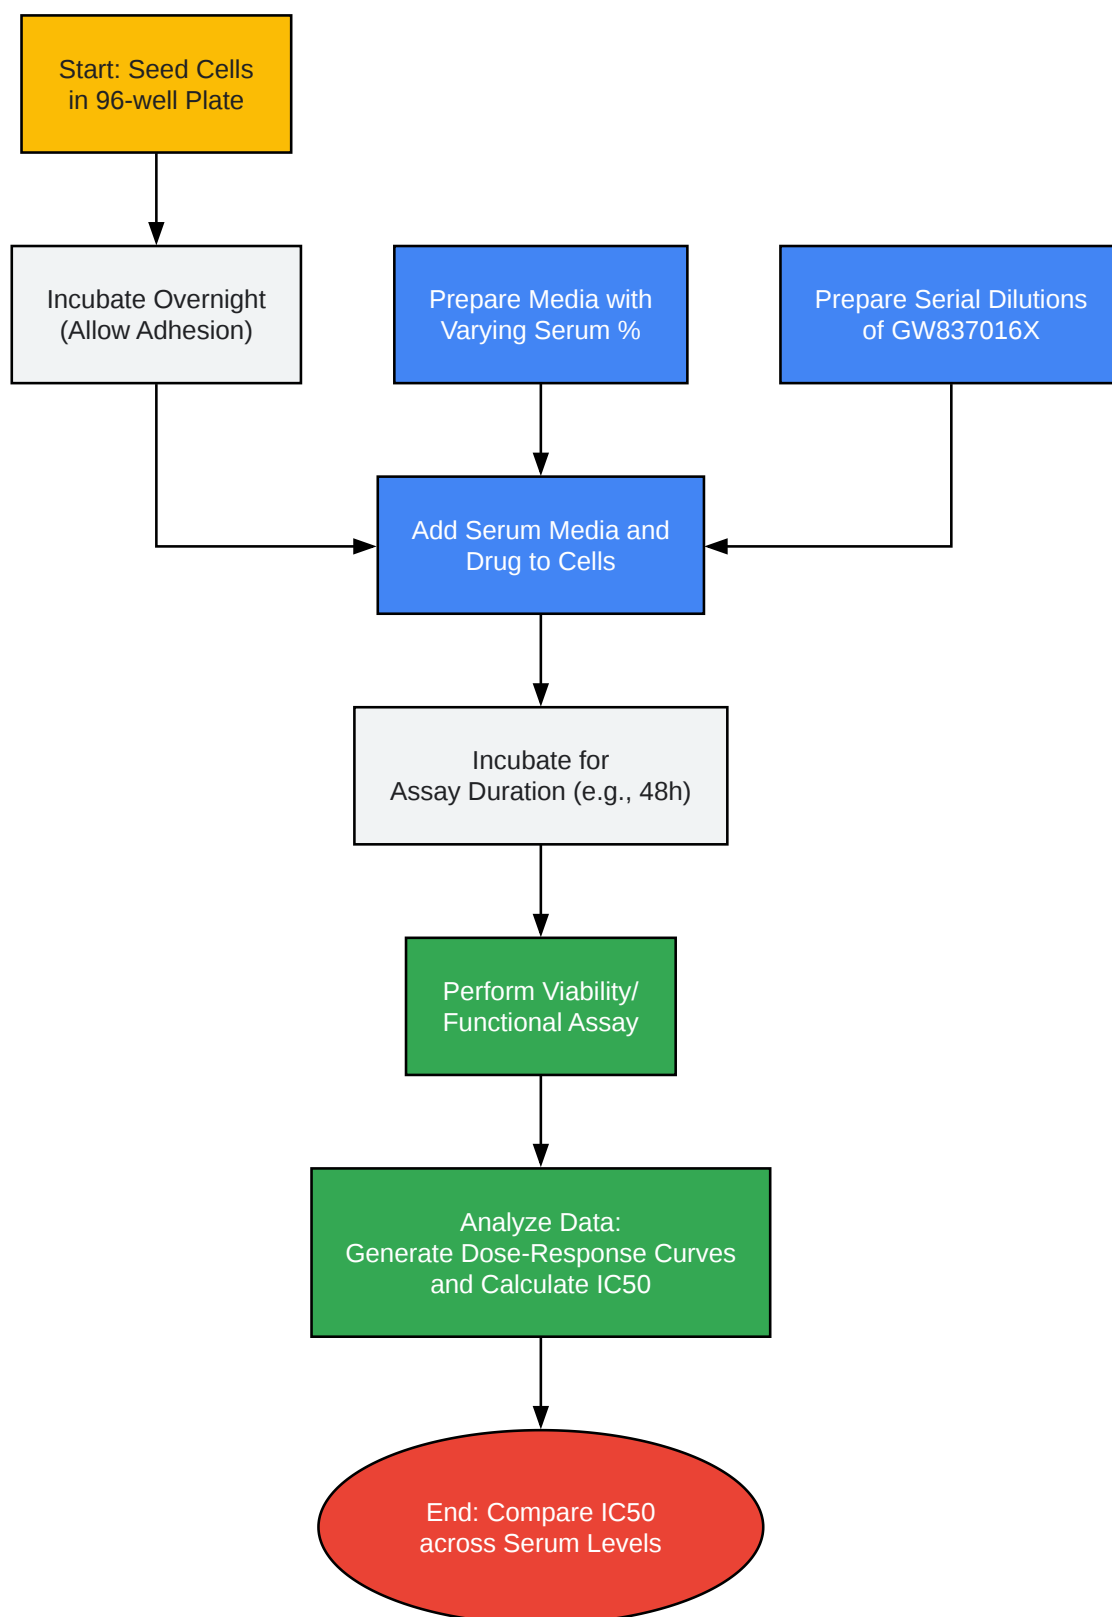 Start: Seed Cells
in 96-well Plate
Incubate Overnight
(Allow Adhesion)
Prepare Media with
Varying Serum %
Prepare Serial Dilutions
of GW837016X
Add Serum Media and
Drug to Cells
Incubate for
Assay Duration (e.g., 48h)
Perform Viability/
Functional Assay
Analyze Data:
Generate Dose-Response Curves
and Calculate IC50
End: Compare IC50
across Serum Levels